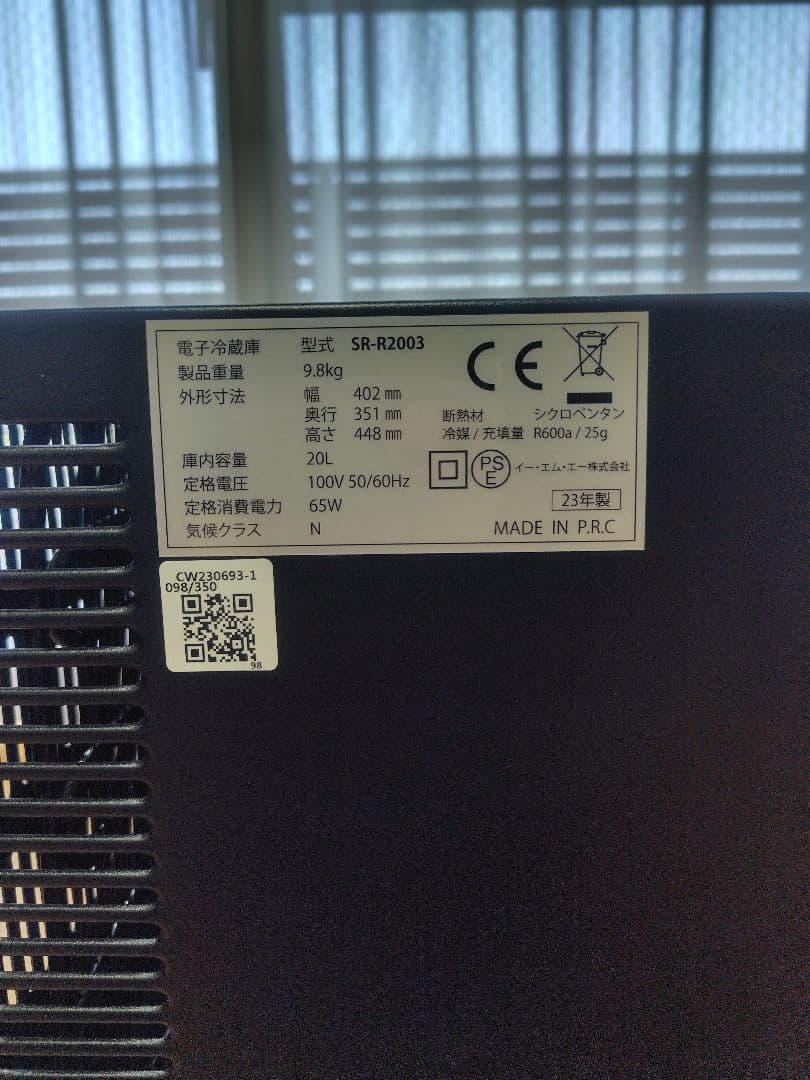 電子冷蔵庫 型式 SR-R2003
製品重量 9.8kg
外形寸法 幅 402 mm
奥行 351 mm
高さ 448 mm
CE
断熱材 シクロペンタン
冷媒 / 充填量 R600a / 25g
庫内容量 20L
定格電圧 100V 50/60Hz
定格消費電力 65W
気候クラス N
PS
E
イー・エム・エー株式会社
23年製
MADE IN P.R.C
CW230693-1
098/350
98